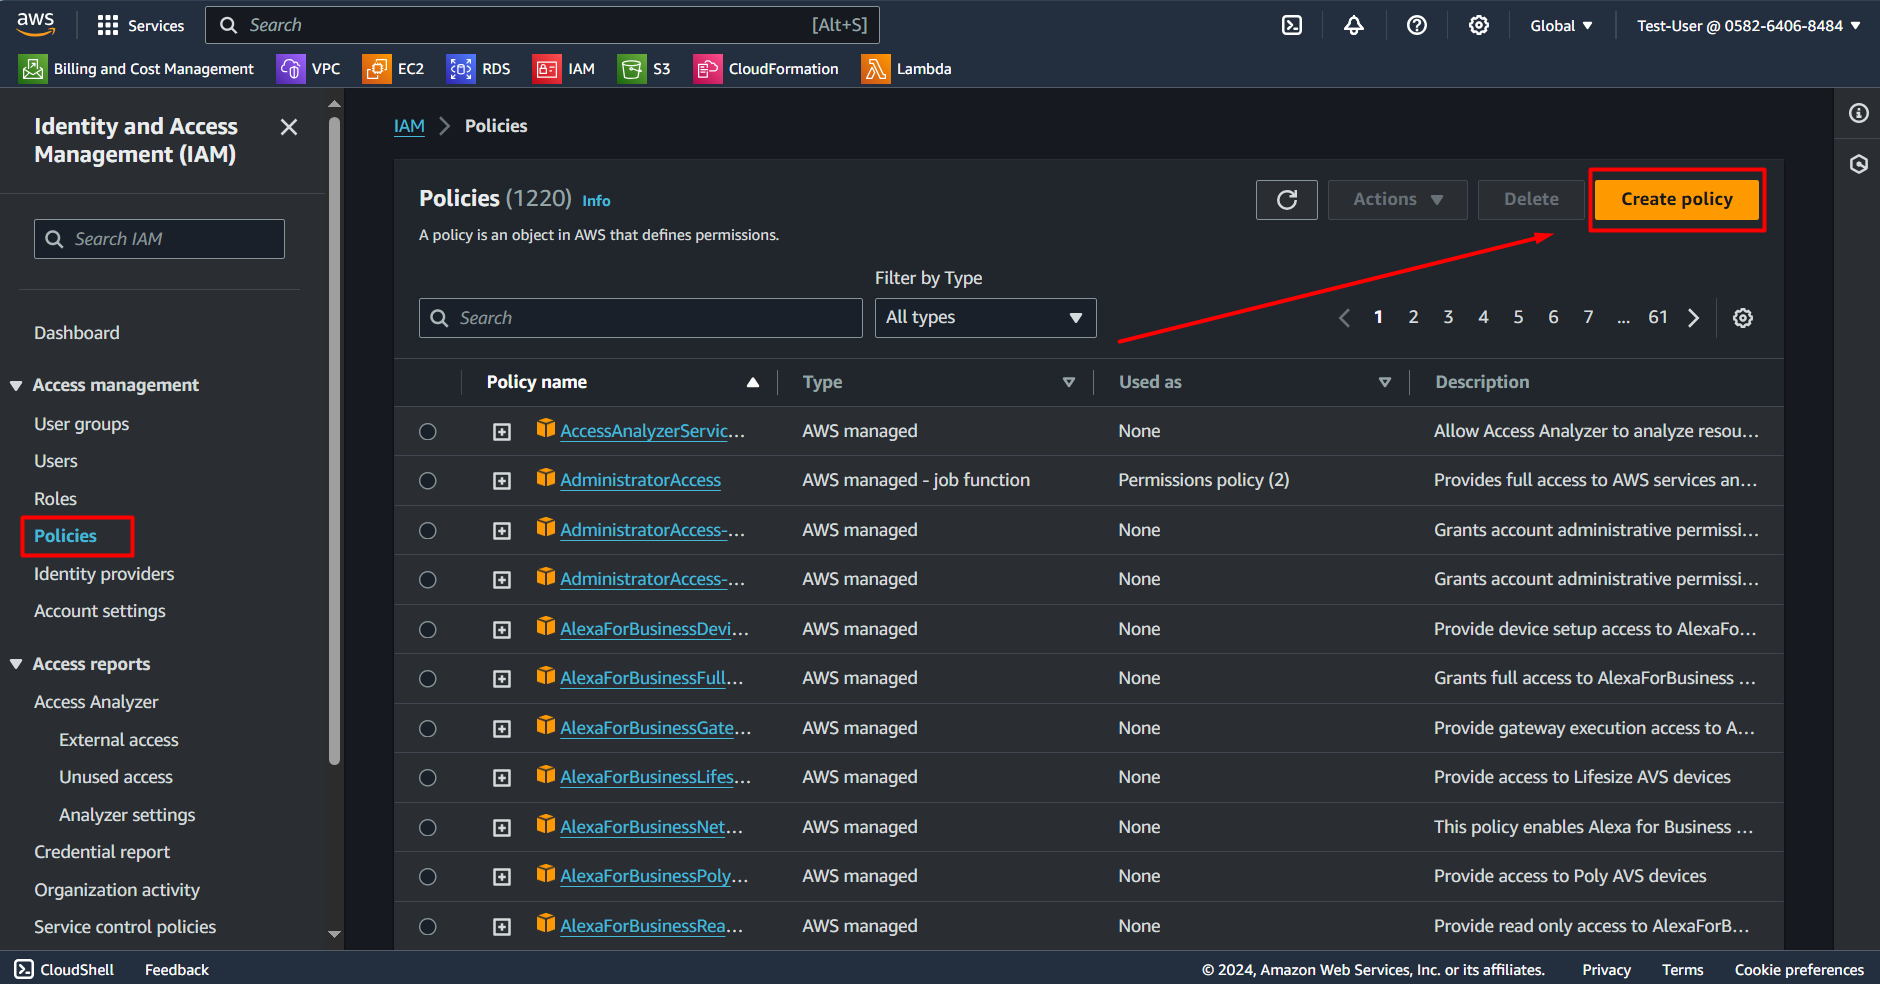 aws
Services
Search
[Alt+S]
Global
Test-User @ 0582-6406-8484
Billing and Cost Management
VPC
EC2
RDS
IAM
S3
CloudFormation
Lambda
Identity and Access
Management (IAM)
Search IAM
Dashboard
Access management
User groups
Users
Roles
Policies
Identity providers
Account settings
Access reports
Access Analyzer
External access
Unused access
Analyzer settings
Credential report
Organization activity
Service control policies
IAM
Policies
Policies (1220) Info
A policy is an object in AWS that defines permissions.
Actions
Delete
Create policy
Filter by Type
Search
All types
1 2 3 4 5 6 7 ... 61
Policy name Type Used as Description
AccessAnalyzerServic... AWS managed None Allow Access Analyzer to analyze resou...
AdministratorAccess AWS managed - job function Permissions policy (2) Provides full access to AWS services an...
AdministratorAccess-... AWS managed None Grants account administrative permissi...
AdministratorAccess-... AWS managed None Grants account administrative permissi...
AlexaForBusinessDevi... AWS managed None Provide device setup access to AlexaFo...
AlexaForBusinessFull... AWS managed None Grants full access to AlexaForBusiness ...
AlexaForBusinessGate... AWS managed None Provide gateway execution access to A...
AlexaForBusinessLifes... AWS managed None Provide access to Lifesize AVS devices
AlexaForBusinessNet... AWS managed None This policy enables Alexa for Business ...
AlexaForBusinessPoly... AWS managed None Provide access to Poly AVS devices
AlexaForBusinessRea... AWS managed None Provide read only access to AlexaForB...
CloudShell
Feedback
© 2024, Amazon Web Services, Inc. or its affiliates.
Privacy
Terms
Cookie preferences